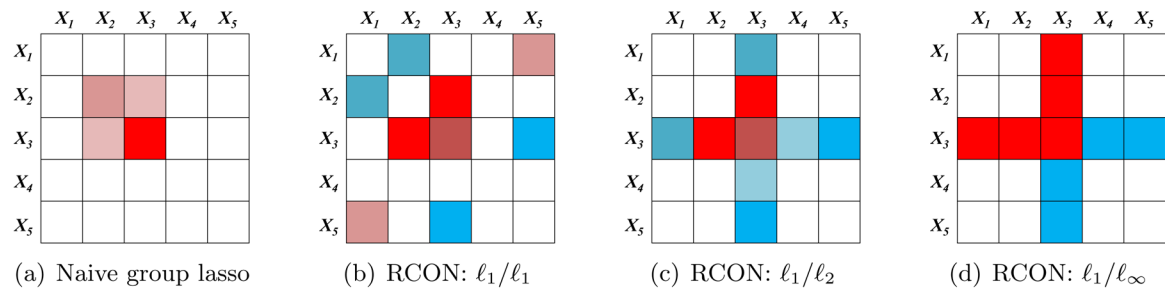 X₁ X₂ X₃ X₄ X₅
X₁
X₂
X₃
X₄
X₅
(a) Naive group lasso
X₁ X₂ X₃ X₄ X₅
X₁
X₂
X₃
X₄
X₅
(b) RCON: ℓ₁/ℓ₁
X₁ X₂ X₃ X₄ X₅
X₁
X₂
X₃
X₄
X₅
(c) RCON: ℓ₁/ℓ₂
X₁ X₂ X₃ X₄ X₅
X₁
X₂
X₃
X₄
X₅
(d) RCON: ℓ₁/ℓ∞